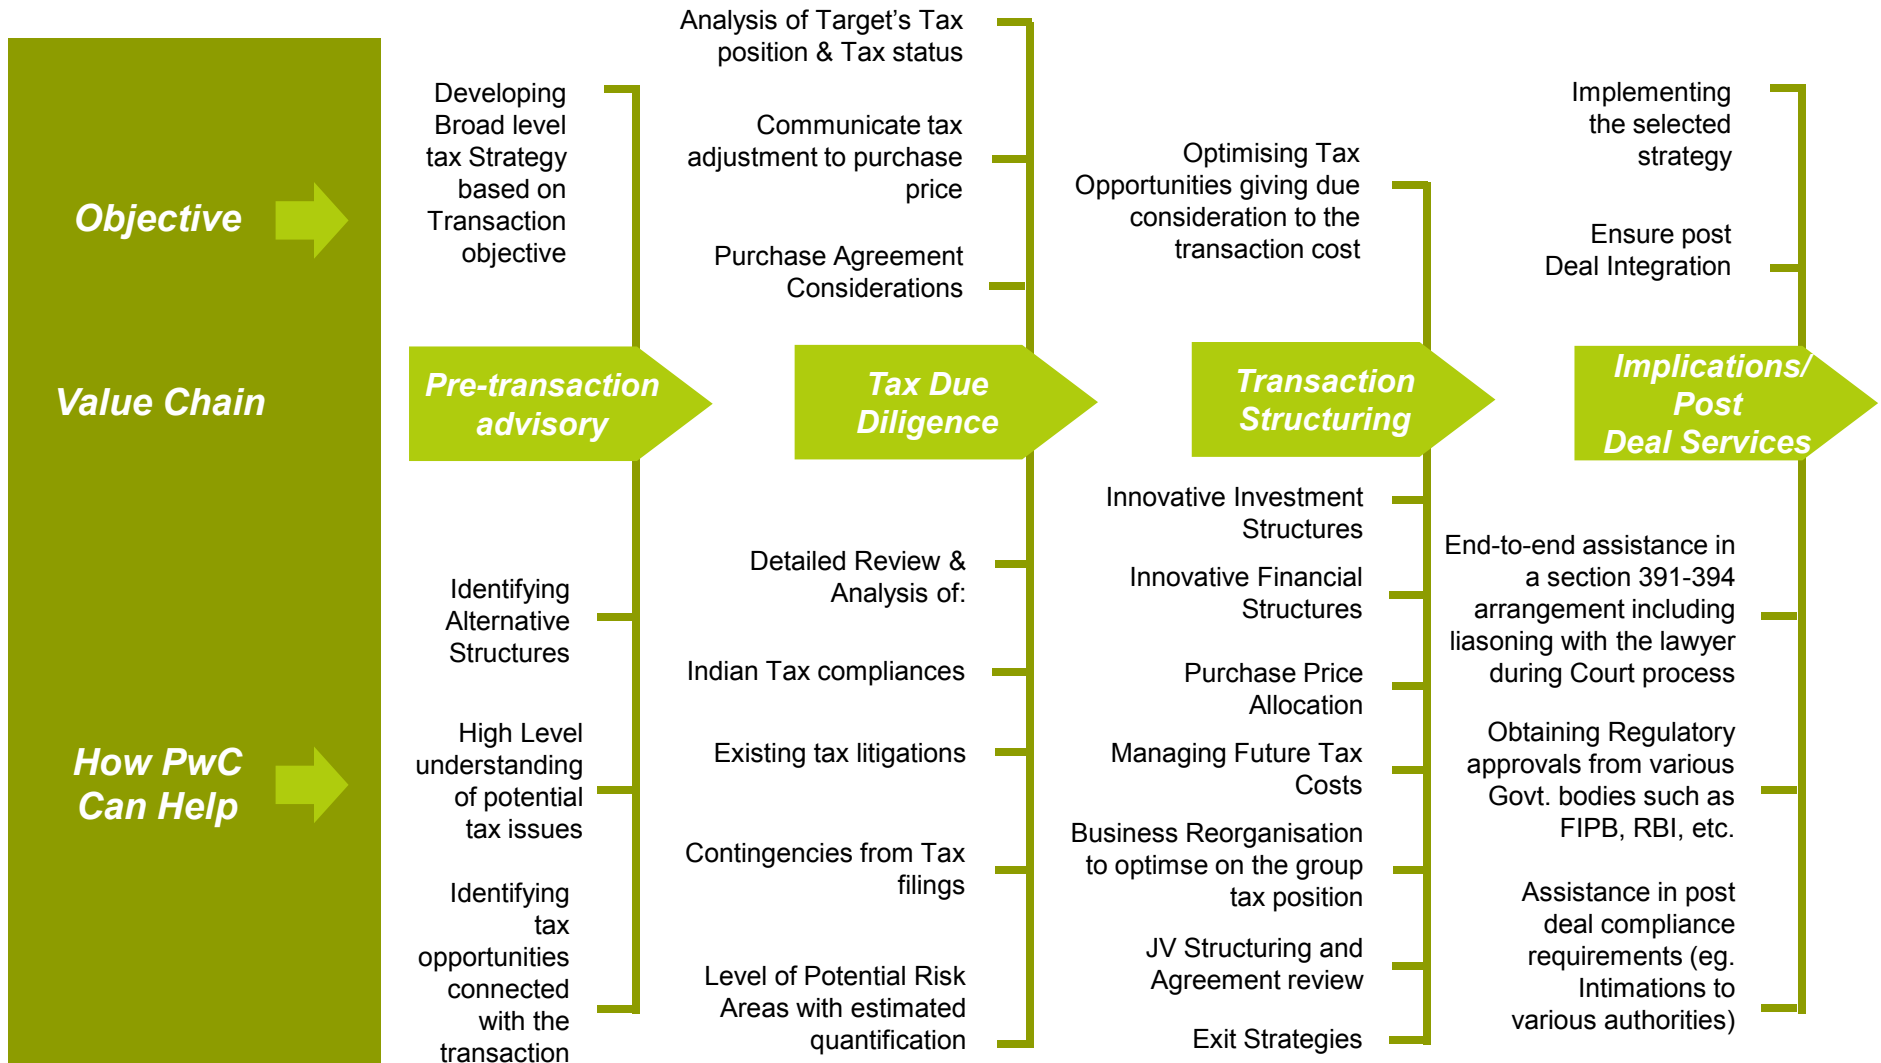 Objective
Value Chain
How PwC
Can Help
Developing
Broad level
tax Strategy
based on
Transaction
objective
Pre-transaction
advisory
Identifying
Alternative
Structures
High Level
understanding
of potential
tax issues
Identifying
tax
opportunities
connected
with the
transaction
Analysis of Target’s Tax
position & Tax status
Communicate tax
adjustment to purchase
price
Purchase Agreement
Considerations
Tax Due
Diligence
Detailed Review &
Analysis of:
Indian Tax compliances
Existing tax litigations
Contingencies from Tax
filings
Level of Potential Risk
Areas with estimated
quantification
Optimising Tax
Opportunities giving due
consideration to the
transaction cost
Transaction
Structuring
Innovative Investment
Structures
Innovative Financial
Structures
Purchase Price
Allocation
Managing Future Tax
Costs
Business Reorganisation
to optimse on the group
tax position
JV Structuring and
Agreement review
Exit Strategies
Implementing
the selected
strategy
Ensure post
Deal Integration
Implications/
Post
Deal Services
End-to-end assistance in
a section 391-394
arrangement including
liasoning with the lawyer
during Court process
Obtaining Regulatory
approvals from various
Govt. bodies such as
FIPB, RBI, etc.
Assistance in post
deal compliance
requirements (eg.
Intimations to
various authorities)